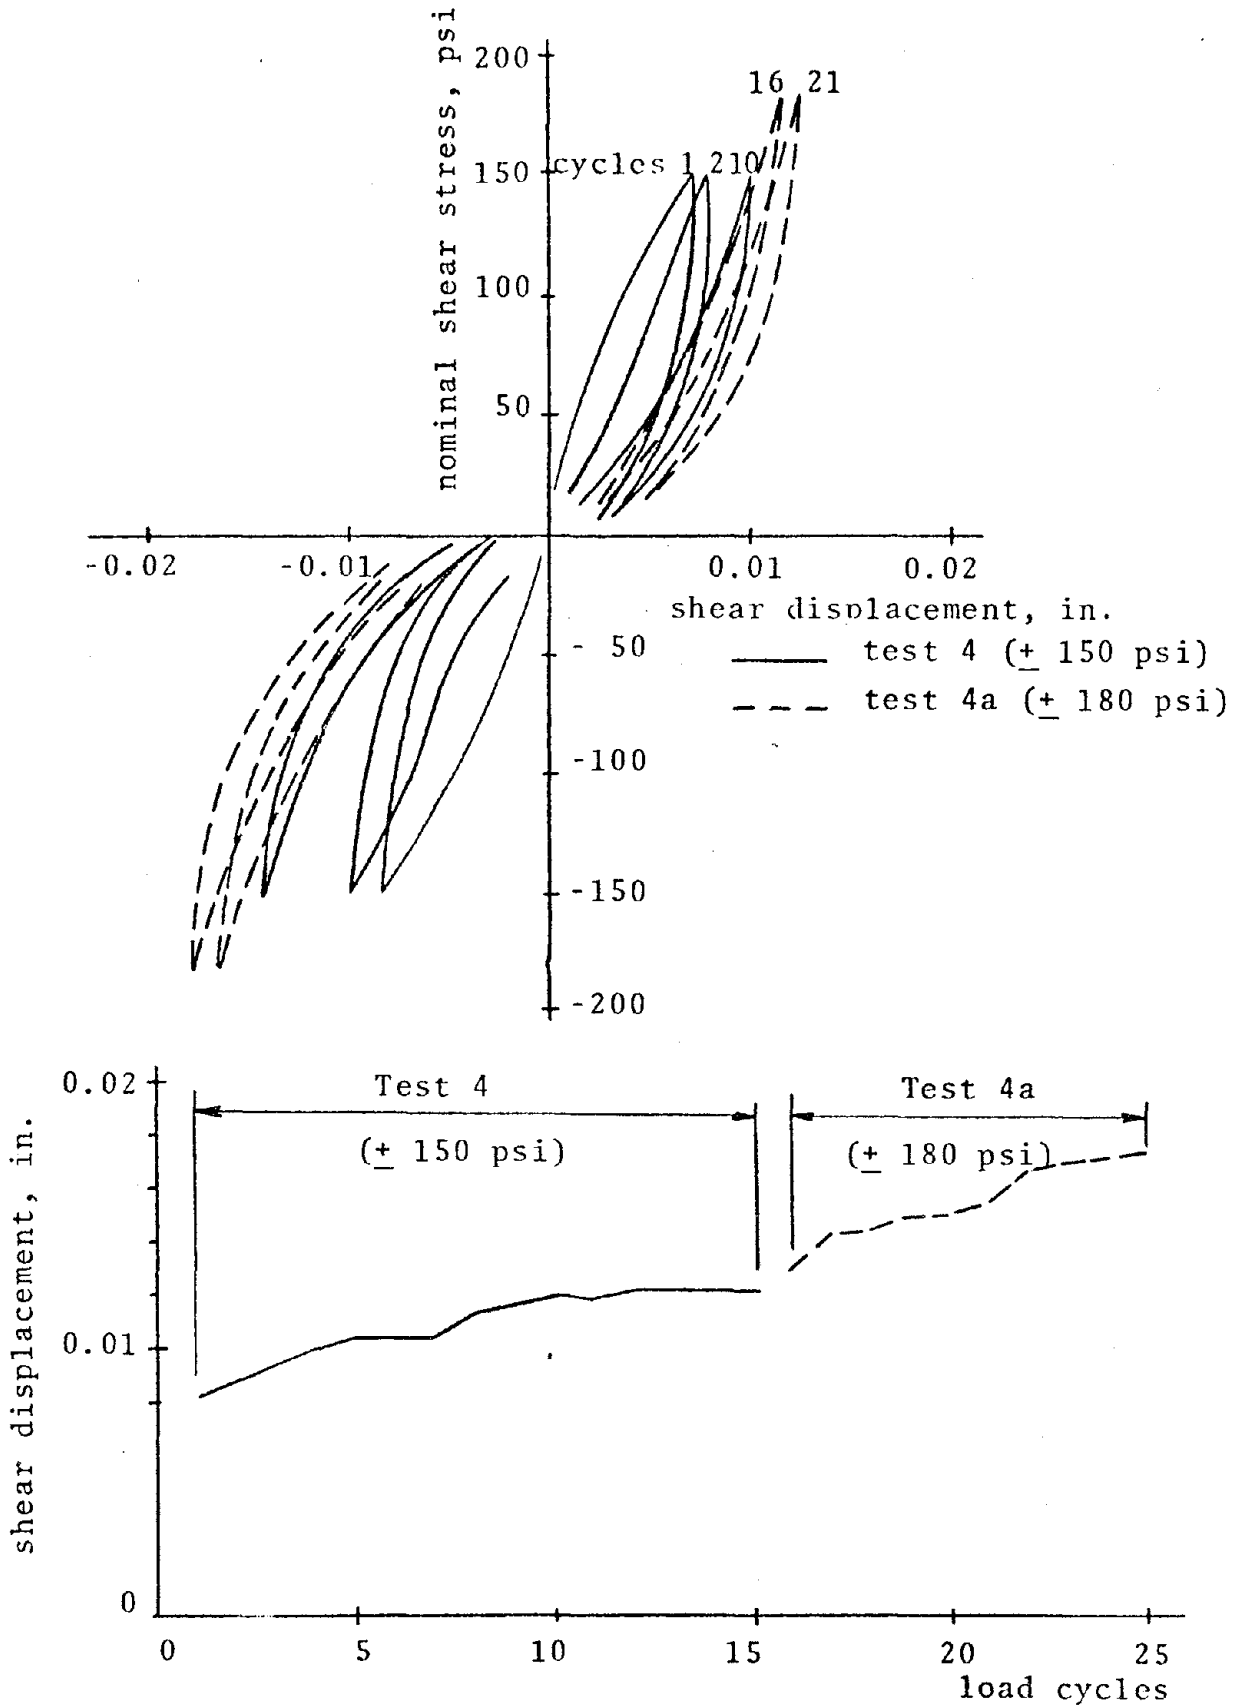 nominal shear stress, psi
200
16 21
150 cycles 1 2 10
100
50
-0.02 -0.01 0.01 0.02
shear displacement, in.
- 50
test 4 (± 150 psi)
test 4a (± 180 psi)
-100
-150
-200
shear displacement, in.
0.02
Test 4
Test 4a
(± 150 psi)
(± 180 psi)
0.01
0
0 5 10 15 20 25
load cycles